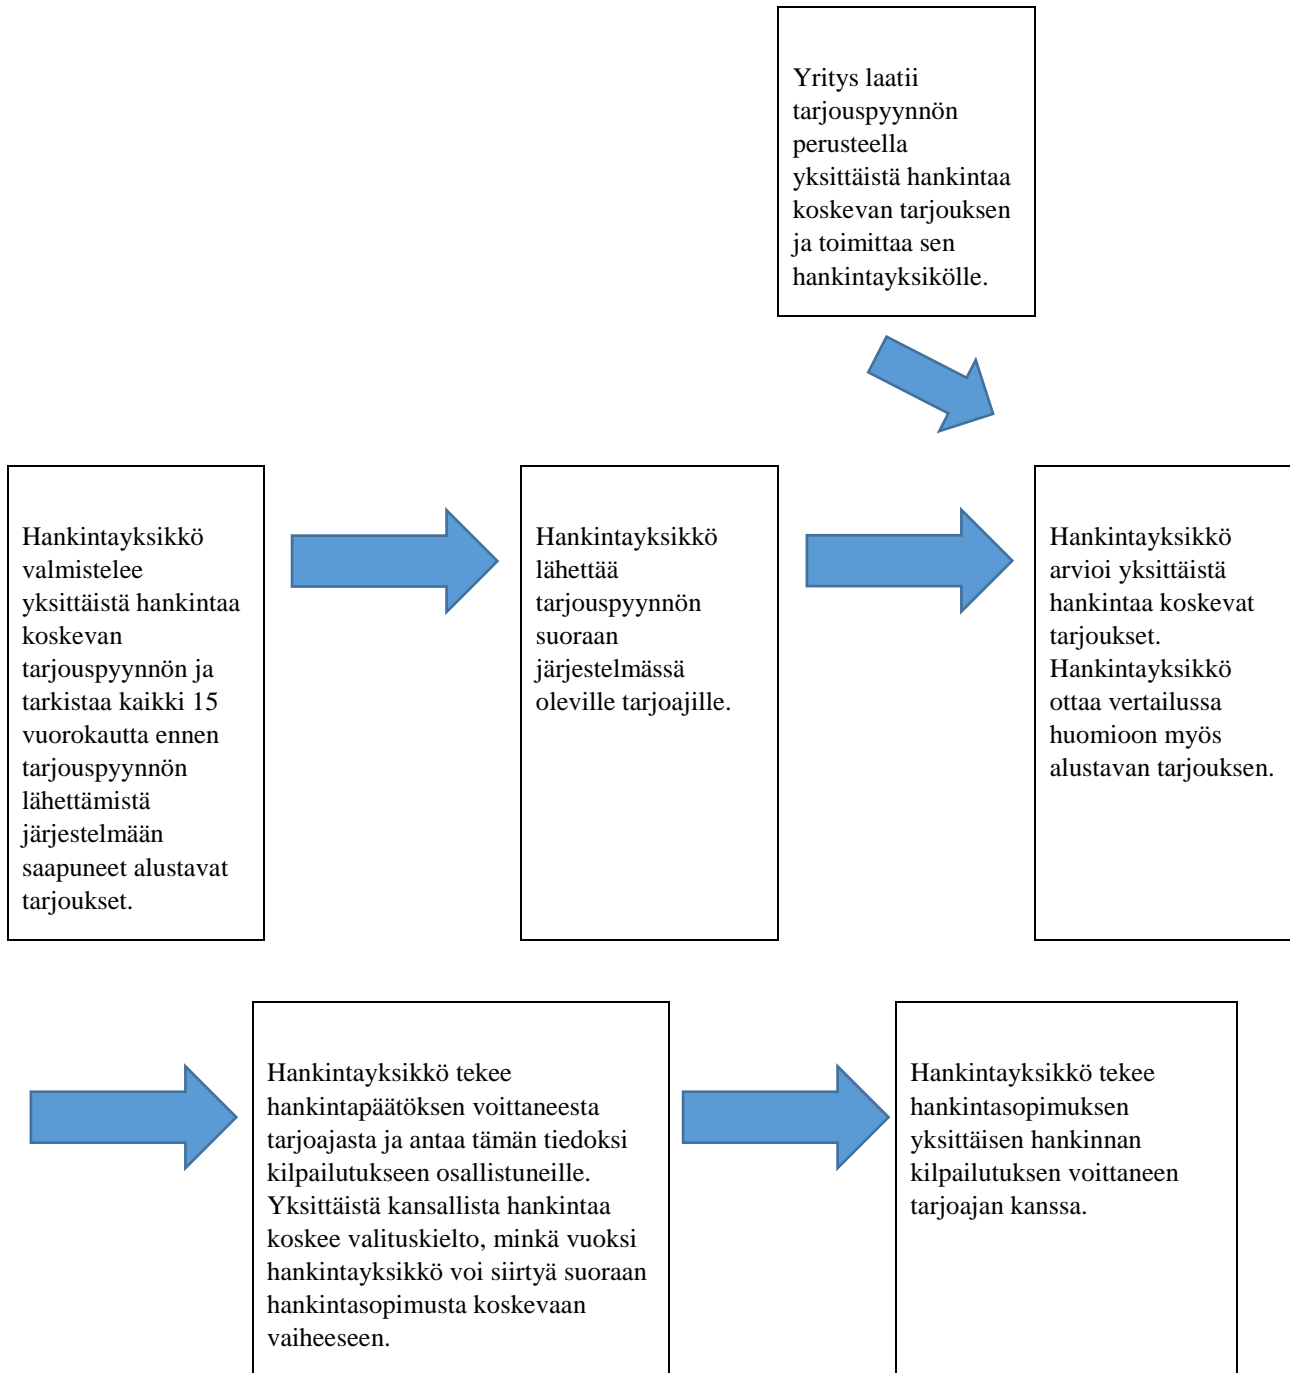 Yritys laatii
tarjouspyynnön
perusteella
yksittäistä hankintaa
koskevan tarjouksen
ja toimittaa sen
hankintayksikölle.
Hankintayksikkö
valmistelee
yksittäistä hankintaa
koskevan
tarjouspyynnön ja
tarkistaa kaikki 15
vuorokautta ennen
tarjouspyynnön
lähettämistä
järjestelmään
saapuneet alustavat
tarjoukset.
Hankintayksikkö
lähettää
tarjouspyynnön
suoraan
järjestelmässä
oleville tarjoajille.
Hankintayksikkö
arvioi yksittäistä
hankintaa koskevat
tarjoukset.
Hankintayksikkö
ottaa vertailussa
huomioon myös
alustavan tarjouksen.
Hankintayksikkö tekee
hankintapäätöksen voittaneesta
tarjoajasta ja antaa tämän tiedoksi
kilpailutukseen osallistuneille.
Yksittäistä kansallista hankintaa
koskee valituskielto, minkä vuoksi
hankintayksikkö voi siirtyä suoraan
hankintasopimusta koskevaan
vaiheeseen.
Hankintayksikkö tekee
hankintasopimuksen
yksittäisen hankinnan
kilpailutuksen voittaneen
tarjoajan kanssa.